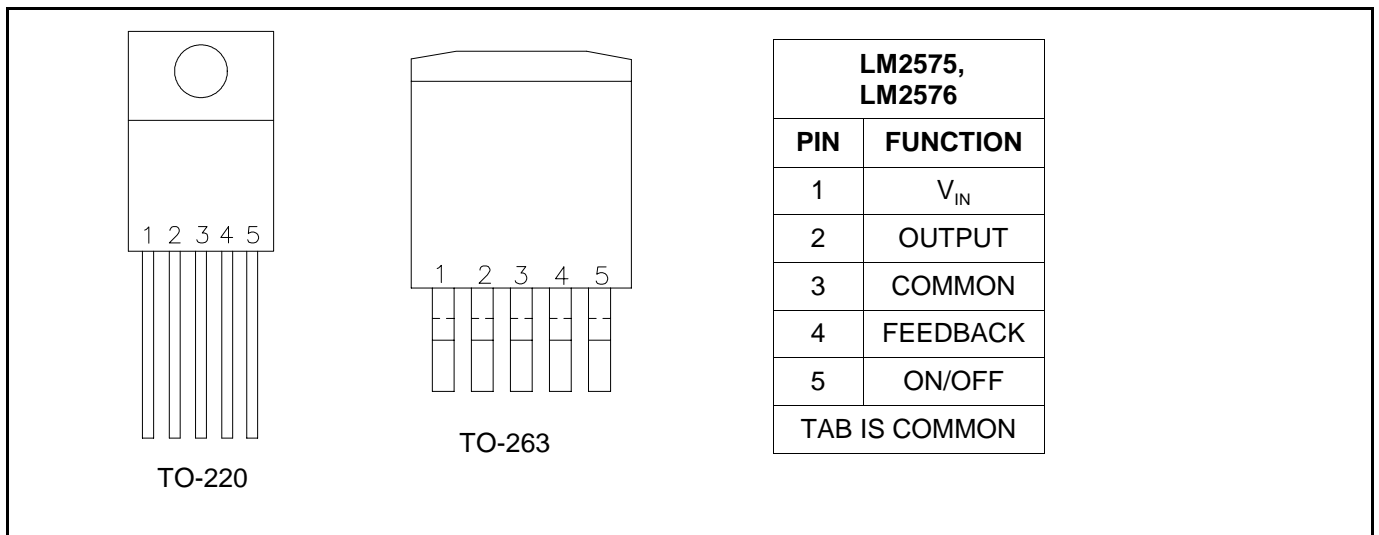 1 2 3 4 5
TO-220
1 2 3 4 5
TO-263
LM2575,
LM2576
PIN FUNCTION
1 V_IN
2 OUTPUT
3 COMMON
4 FEEDBACK
5 ON/OFF
TAB IS COMMON